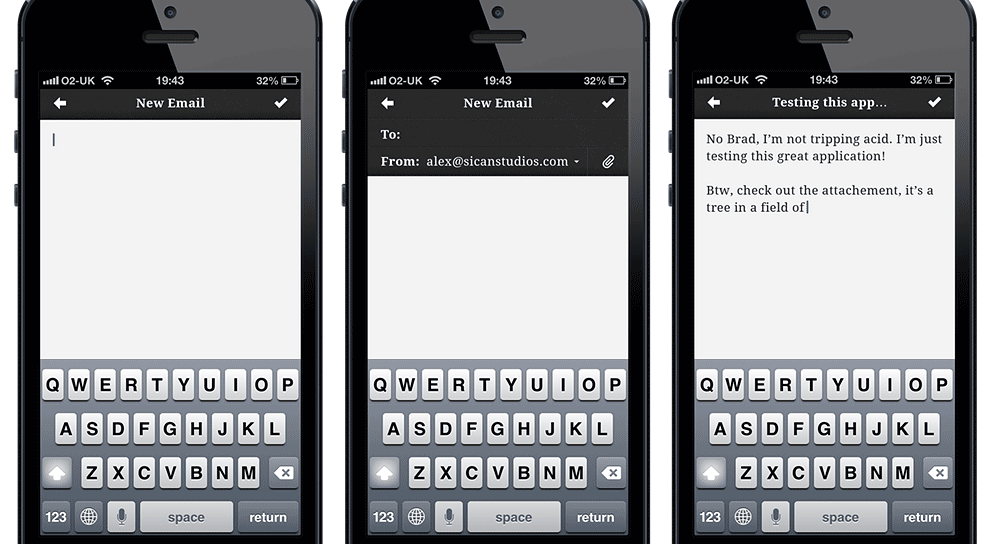 O2-UK 19:43 32%
New Email
Q W E R T Y U I O P
A S D F G H J K L
Z X C V B N M
123 space return
O2-UK 19:43 32%
New Email
To:
From: alex@sicanstudios.com
Q W E R T Y U I O P
A S D F G H J K L
Z X C V B N M
123 space return
O2-UK 19:43 32%
Testing this app...
No Brad, I'm not tripping acid. I'm just
testing this great application!
Btw, check out the attachement, it's a
tree in a field of
Q W E R T Y U I O P
A S D F G H J K L
Z X C V B N M
123 space return